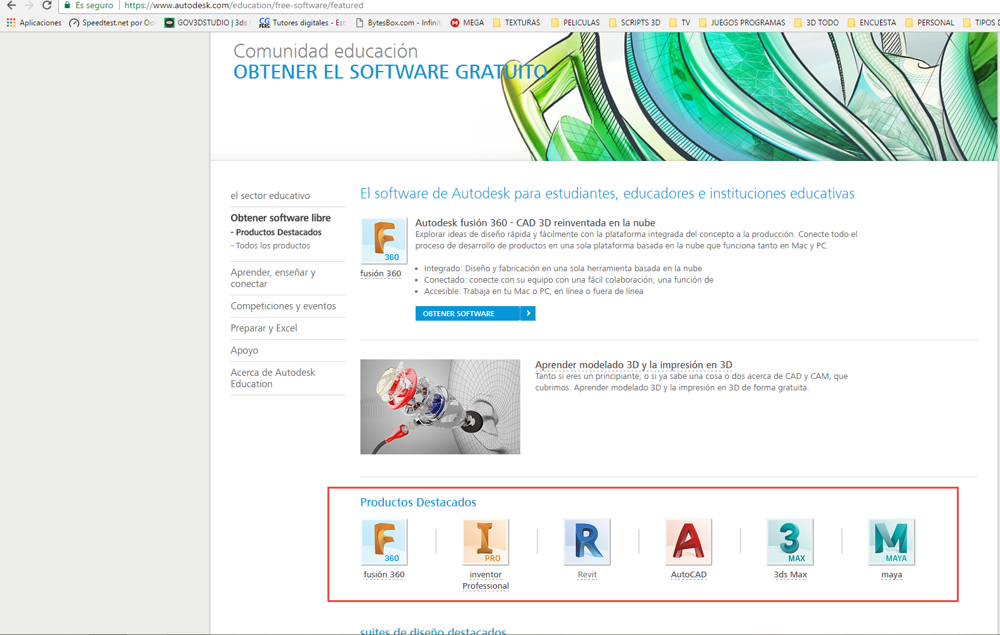 Es seguro
https://www.autodesk.com/education/free-software/featured
Aplicaciones
Speedtest.net por Ool
GOV3DSTUDIO | 3ds
CG PERS
Tutores digitales - Est
BytesBox.com - Infinit
MEGA
TEXTURAS
PELICULAS
SCRIPTS 3D
TV
JUEGOS PROGRAMAS
3D TODO
ENCUESTA
PERSONAL
TIPOS D
Comunidad educación
OBTENER EL SOFTWARE GRATUITO
el sector educativo
Obtener software libre
- Productos Destacados
- Todos los productos
Aprender, enseñar y
conectar
Competiciones y eventos
Preparar y Excel
Apoyo
Acerca de Autodesk
Education
El software de Autodesk para estudiantes, educadores e instituciones educativas
F 360
fusión 360
Autodesk fusión 360 - CAD 3D reinventada en la nube
Explorar ideas de diseño rápida y fácilmente con la plataforma integrada del concepto a la producción. Conecte todo el
proceso de desarrollo de productos en una sola plataforma basada en la nube que funciona tanto en Mac y PC.
• Integrado: Diseño y fabricación en una sola herramienta basada en la nube
• Conectado: conecte con su equipo con una fácil colaboración, una función de
• Accesible: Trabaja en tu Mac o PC, en línea o fuera de línea
OBTENER SOFTWARE
Aprender modelado 3D y la impresión en 3D
Tanto si eres un principiante, o si ya sabe una cosa o dos acerca de CAD y CAM, que
cubrimos. Aprender modelado 3D y la impresión en 3D de forma gratuita.
Productos Destacados
F 360
fusión 360
I PRO
inventor
Professional
R
Revit
A
AutoCAD
3 MAX
3ds Max
M MAYA
maya
suites de diseño destacados